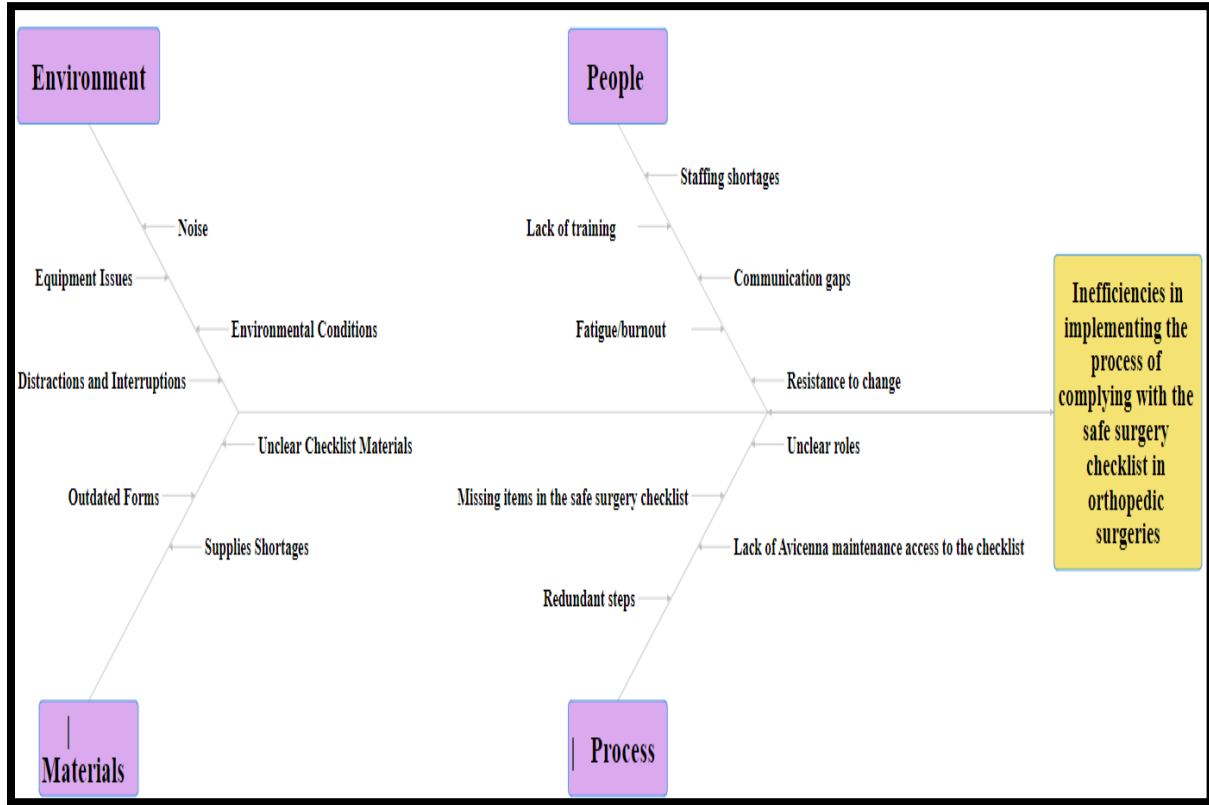 Environment
People
Staffing shortages
Noise
Lack of training
Equipment Issues
Communication gaps
Environmental Conditions
Fatigue/burnout
Distractions and Interruptions
Resistance to change
Inefficiencies in
implementing the
process of
complying with the
safe surgery
checklist in
orthopedic
surgeries
Unclear Checklist Materials
Unclear roles
Outdated Forms
Missing items in the safe surgery checklist
Supplies Shortages
Lack of Avicenna maintenance access to the checklist
Redundant steps
Materials
Process